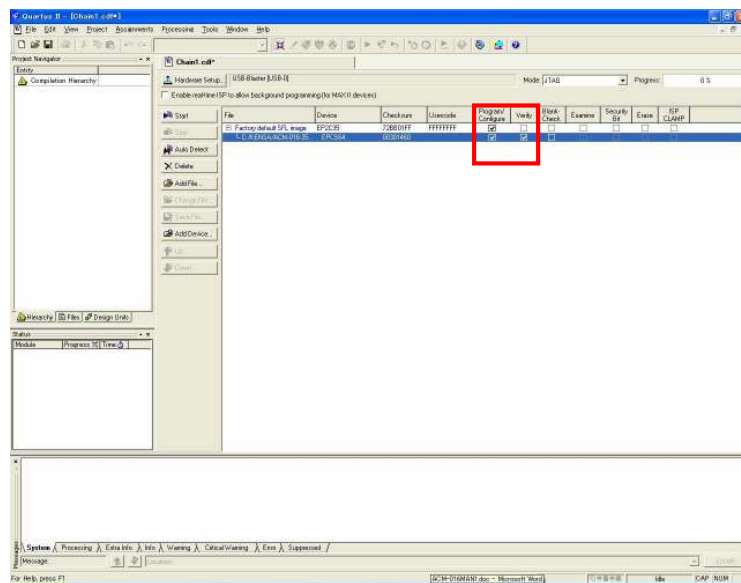 Quartus II - [Chain1.cdf*]
File Edit View Project Assignments Processing Tools Window Help
Project Navigator
Entity
Compilation Hierarchy
Hierarchy Files Design Units
Status
Module Progress % Time
Chain1.cdf*
Hardware Setup... USB-Blaster [USB-0] Mode: JTAG Progress: 0 %
Enable real-time ISP to allow background programming (for MAX II devices)
Start
Stop
Auto Detect
Delete
Add File...
Change File...
Save File...
Add Device...
Up
Down
File Device Checksum Usercode Program/Configure Verify Blank-Check Examine Security Bit Erase ISP CLAMP
Factory default SFL image EP2C35 FFFFFFFF
EPCS64
System Processing Extra Info Info Warning Critical Warning Error Suppressed
Messages
Message: Location: Locate
For Help, press F1 Idle CAP NUM
Microsoft Word